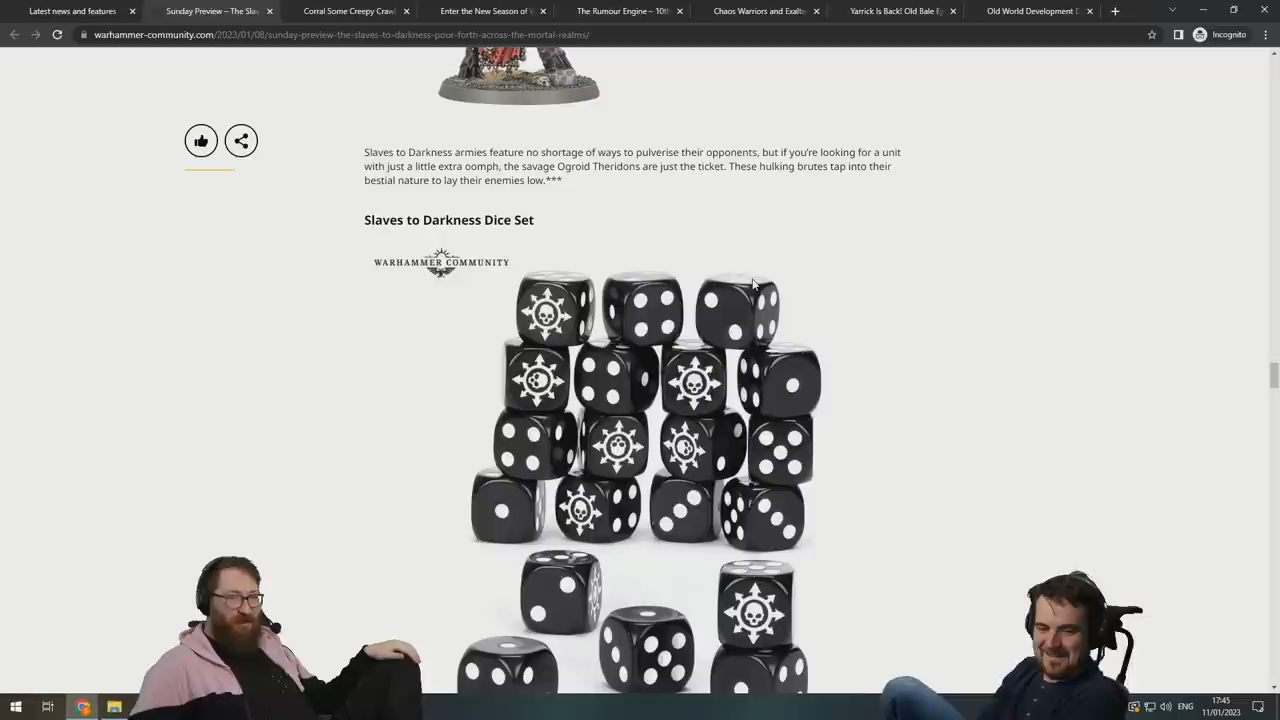 Latest news and features
Sunday Preview – The Sla
Corral Some Creepy Crawl
Enter the New Season of
The Rumour Engine – 10th
Chaos Warriors and Exalte
Yarrick Is Back! Old Bale
Old World Development
warhammer-community.com/2023/01/08/sunday-preview-the-slaves-to-darkness-pour-forth-across-the-mortal-realms/
Incognito
Slaves to Darkness armies feature no shortage of ways to pulverise their opponents, but if you're looking for a unit
with just a little extra oomph, the savage Ogroid Theridons are just the ticket. These hulking brutes tap into their
bestial nature to lay their enemies low.***
Slaves to Darkness Dice Set
WARHAMMER COMMUNITY
ENG
17:45
11/01/2023